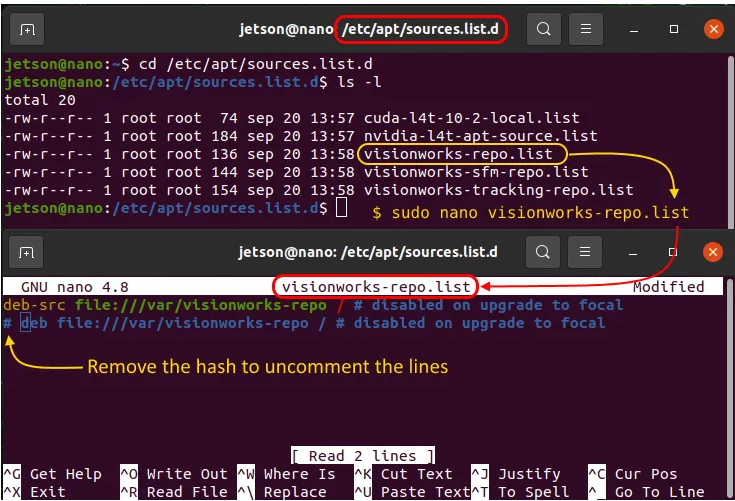 jetson@nano: /etc/apt/sources.list.d
jetson@nano:~$ cd /etc/apt/sources.list.d
jetson@nano:/etc/apt/sources.list.d$ ls -l
total 20
-rw-r--r-- 1 root root  74 sep 20 13:57 cuda-l4t-10-2-local.list
-rw-r--r-- 1 root root 184 sep 20 13:57 nvidia-l4t-apt-source.list
-rw-r--r-- 1 root root 136 sep 20 13:58 visionworks-repo.list
-rw-r--r-- 1 root root 144 sep 20 13:58 visionworks-sfm-repo.list
-rw-r--r-- 1 root root 154 sep 20 13:58 visionworks-tracking-repo.list
jetson@nano:/etc/apt/sources.list.d$
$ sudo nano visionworks-repo.list
jetson@nano: /etc/apt/sources.list.d
GNU nano 4.8 visionworks-repo.list Modified
deb-src file:///var/visionworks-repo / # disabled on upgrade to focal
# deb file:///var/visionworks-repo / # disabled on upgrade to focal
Remove the hash to uncomment the lines
[ Read 2 lines ]
^G Get Help ^O Write Out ^W Where Is ^K Cut Text ^J Justify ^C Cur Pos
^X Exit ^R Read File ^\ Replace ^U Paste Text ^T To Spell ^_ Go To Line